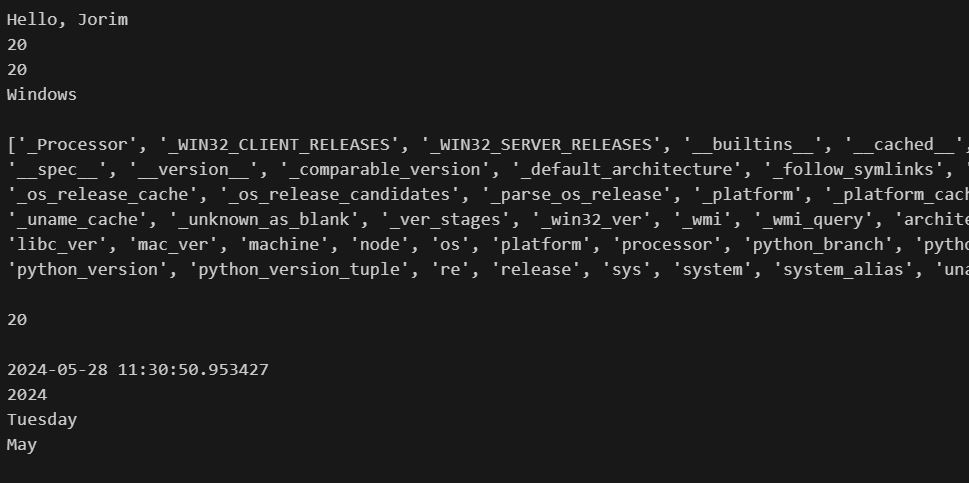 Hello, Jorim
20
20
Windows
['_Processor', '_WIN32_CLIENT_RELEASES', '_WIN32_SERVER_RELEASES', '__builtins__', '__cached__',
'__spec__', '__version__', '_comparable_version', '_default_architecture', '_follow_symlinks',
'_os_release_cache', '_os_release_candidates', '_parse_os_release', '_platform', '_platform_cach
'_uname_cache', '_unknown_as_blank', '_ver_stages', '_win32_ver', '_wmi', '_wmi_query', 'archite
'libc_ver', 'mac_ver', 'machine', 'node', 'os', 'platform', 'processor', 'python_branch', 'pytho
'python_version', 'python_version_tuple', 're', 'release', 'sys', 'system', 'system_alias', 'una
20
2024-05-28 11:30:50.953427
2024
Tuesday
May